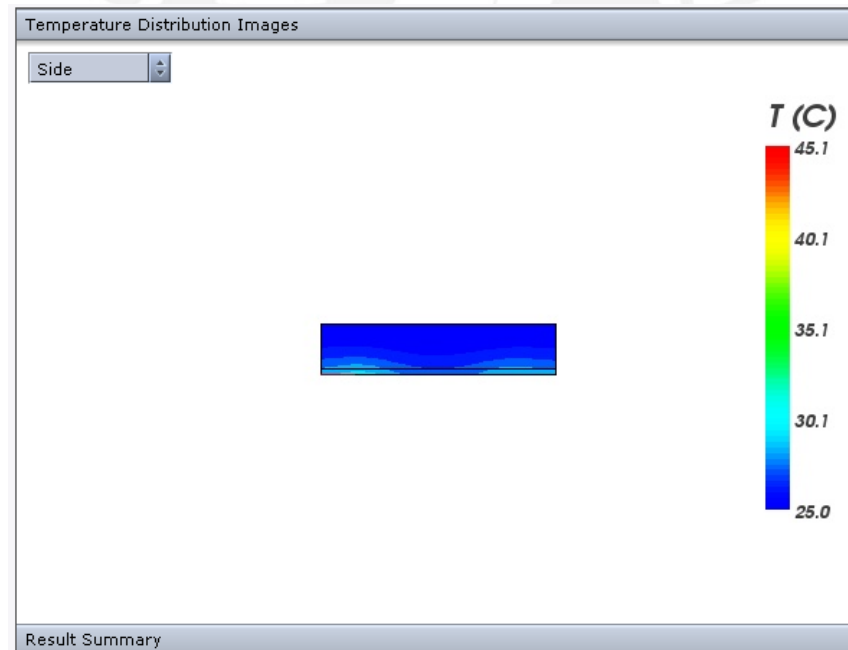 Temperature Distribution Images
Side
T (C)
45.1
40.1
35.1
30.1
25.0
Result Summary